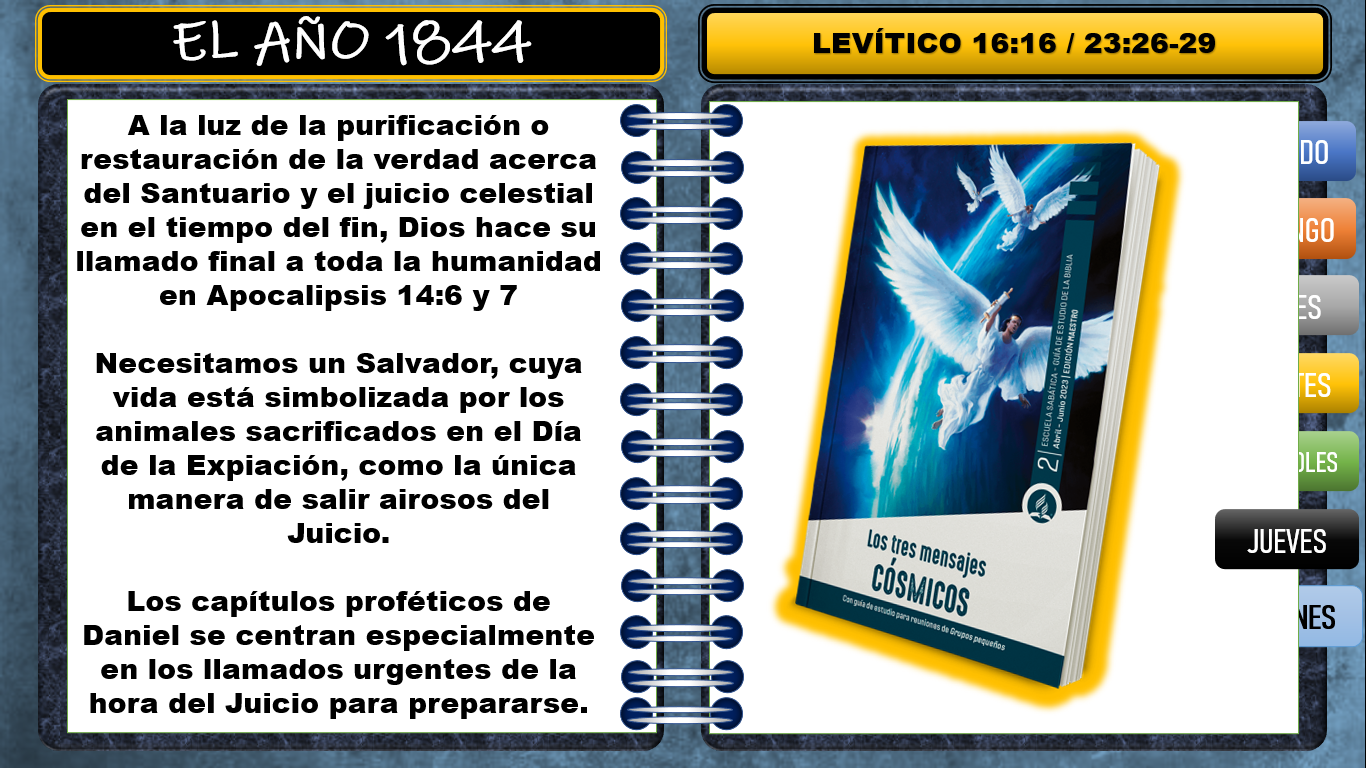 EL AÑO 1844
LEVÍTICO 16:16 / 23:26-29
A la luz de la purificación o
restauración de la verdad acerca
del Santuario y el juicio celestial
en el tiempo del fin, Dios hace su
llamado final a toda la humanidad
en Apocalipsis 14:6 y 7
Necesitamos un Salvador, cuya
vida está simbolizada por los
animales sacrificados en el Día
de la Expiación, como la única
manera de salir airosos del
Juicio.
Los capítulos proféticos de
Daniel se centran especialmente
en los llamados urgentes de la
hora del Juicio para prepararse.
2 | ESCUELA SABÁTICA - GUÍA DE ESTUDIO DE LA BIBLIA
Abril - Junio 2023 | EDICIÓN MAESTRO
Los tres mensajes
CÓSMICOS
Con guía de estudio para reuniones de Grupos pequeños
DO
NGO
ES
TES
OLES
JUEVES
NES